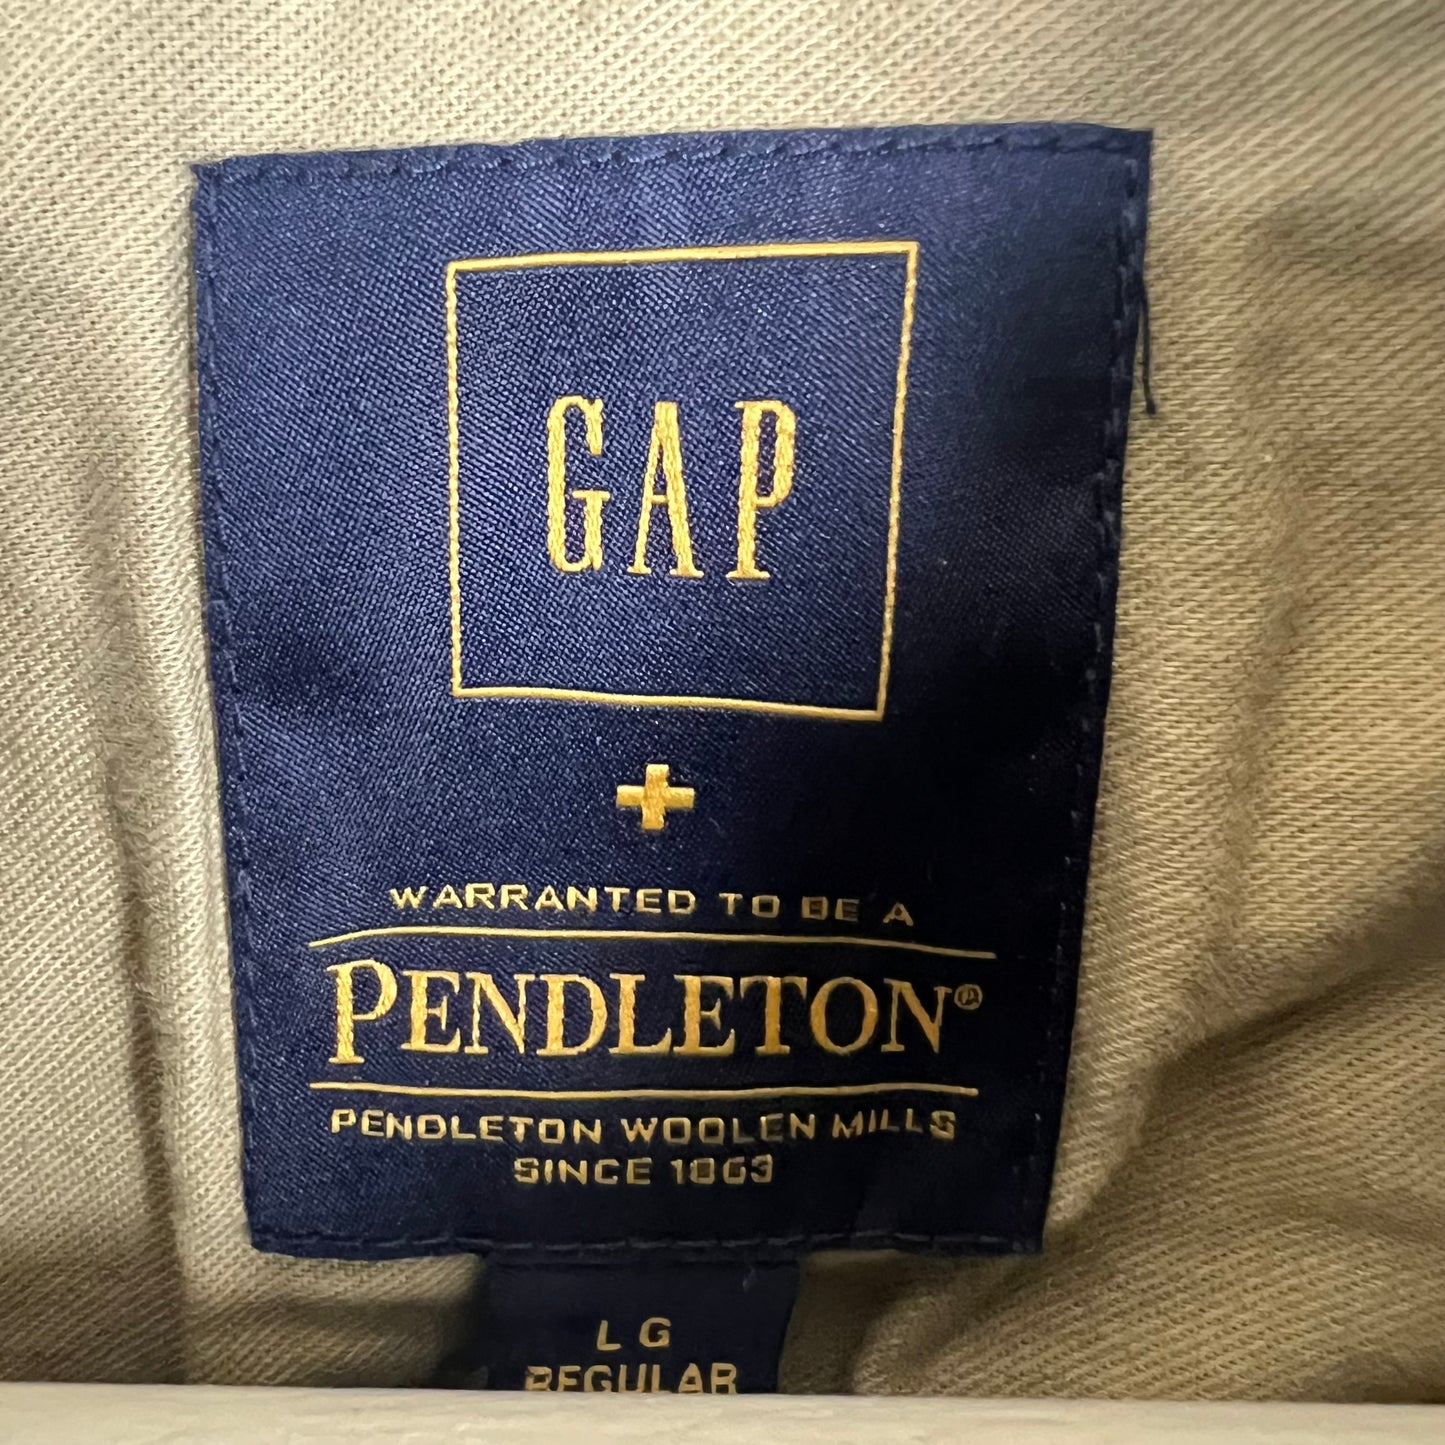 GAP
+
WARRANTED TO BE A
PENDLETON®
PENDLETON WOOLEN MILLS
SINCE 1863
LG
REGULAR